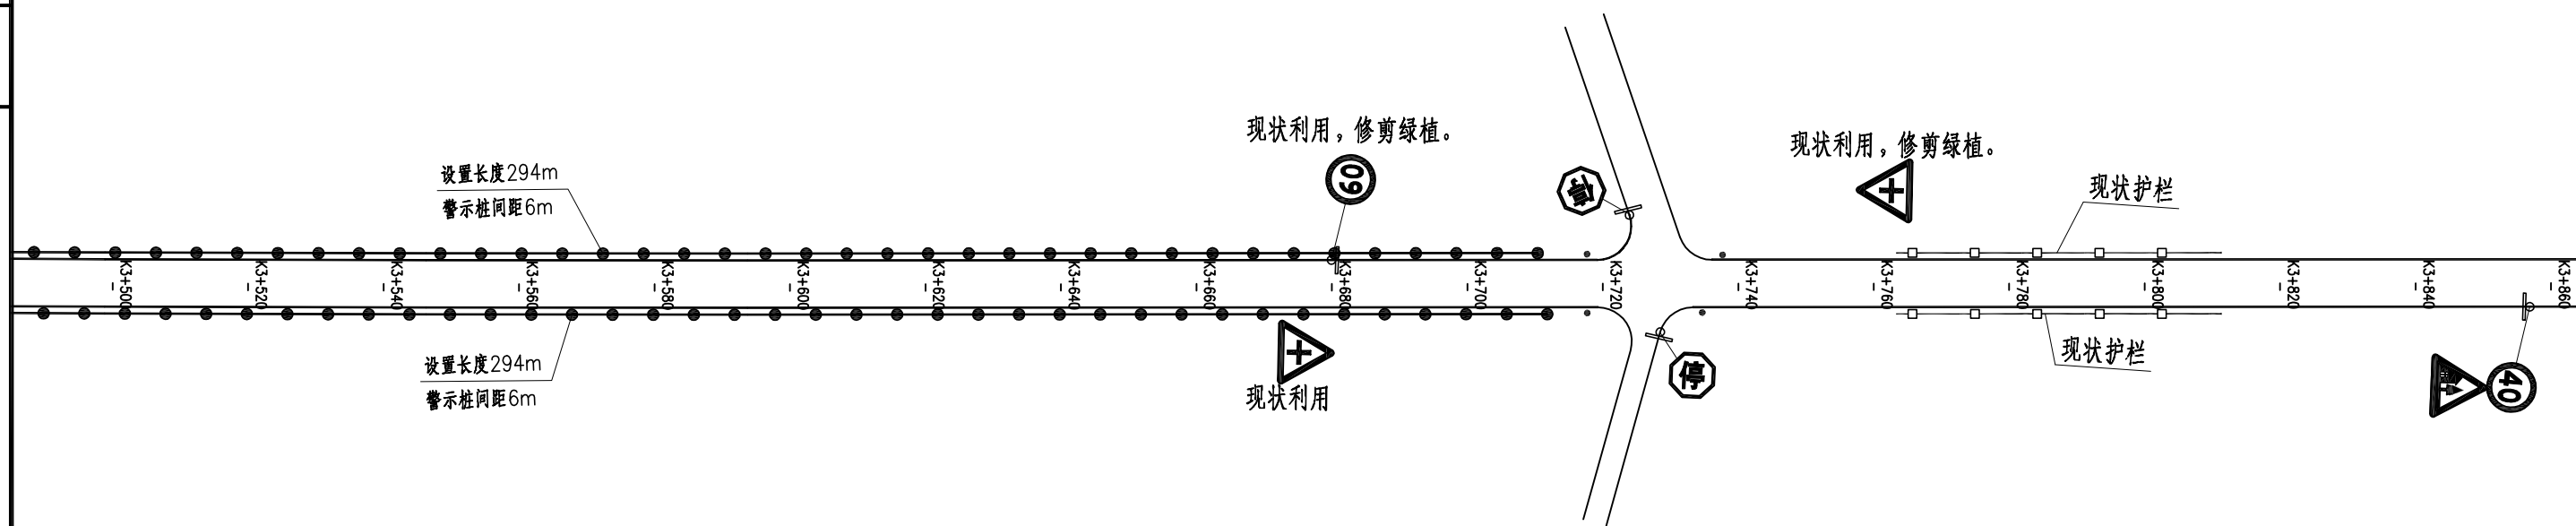 现状利用，修剪绿植。
现状利用，修剪绿植。
设置长度294m
警示桩间距6m
60
停
现状护栏
K3+500
K3+520
K3+540
K3+560
K3+580
K3+600
K3+620
K3+640
K3+660
K3+680
K3+700
K3+720
K3+740
K3+760
K3+780
K3+800
K3+820
K3+840
K3+860
设置长度294m
警示桩间距6m
现状利用
停
现状护栏
40